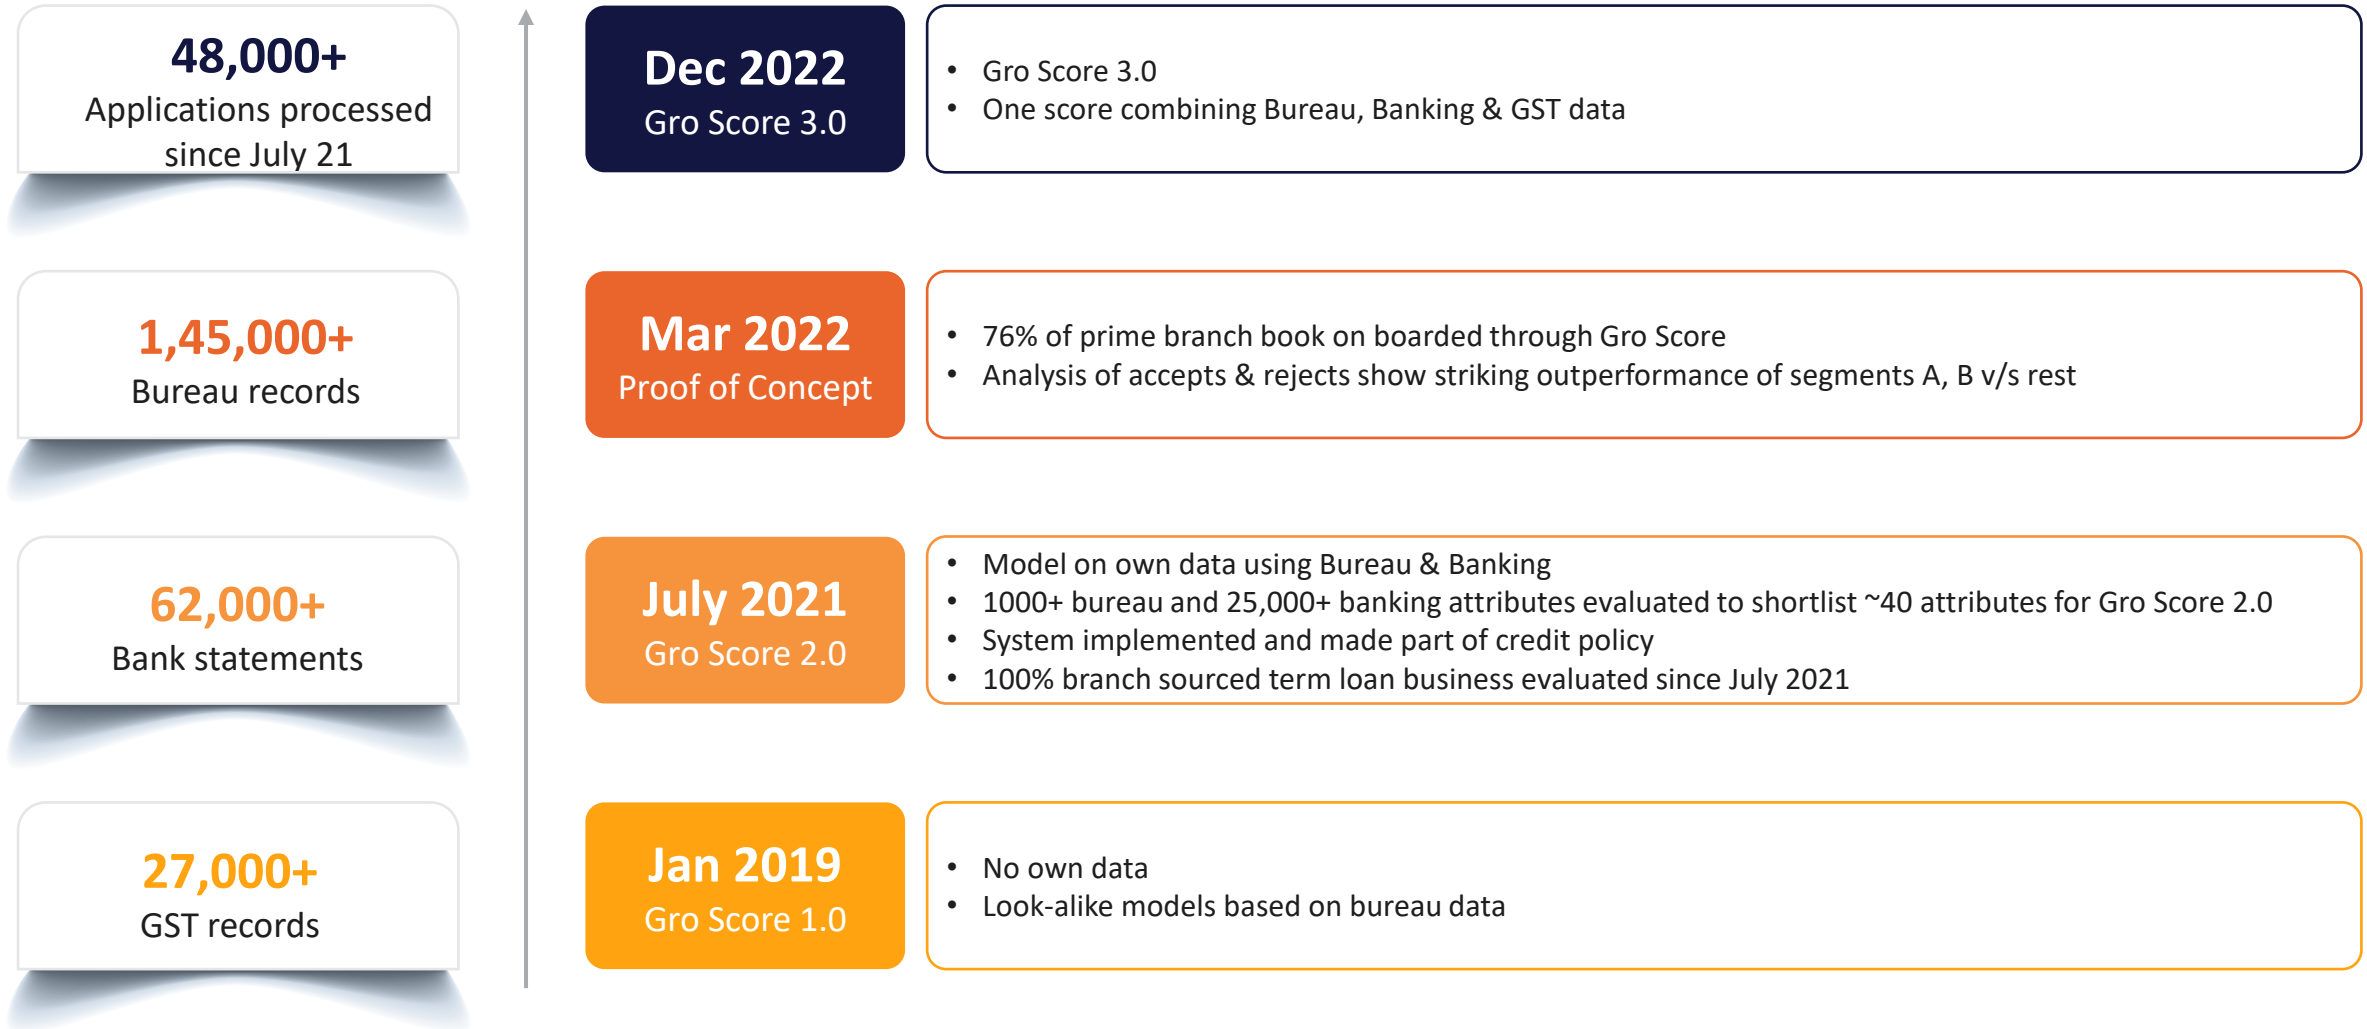 48,000+
Applications processed
since July 21
Dec 2022
Gro Score 3.0
• Gro Score 3.0
• One score combining Bureau, Banking & GST data
1,45,000+
Bureau records
Mar 2022
Proof of Concept
• 76% of prime branch book on boarded through Gro Score
• Analysis of accepts & rejects show striking outperformance of segments A, B v/s rest
62,000+
Bank statements
July 2021
Gro Score 2.0
• Model on own data using Bureau & Banking
• 1000+ bureau and 25,000+ banking attributes evaluated to shortlist ~40 attributes for Gro Score 2.0
• System implemented and made part of credit policy
• 100% branch sourced term loan business evaluated since July 2021
27,000+
GST records
Jan 2019
Gro Score 1.0
• No own data
• Look-alike models based on bureau data